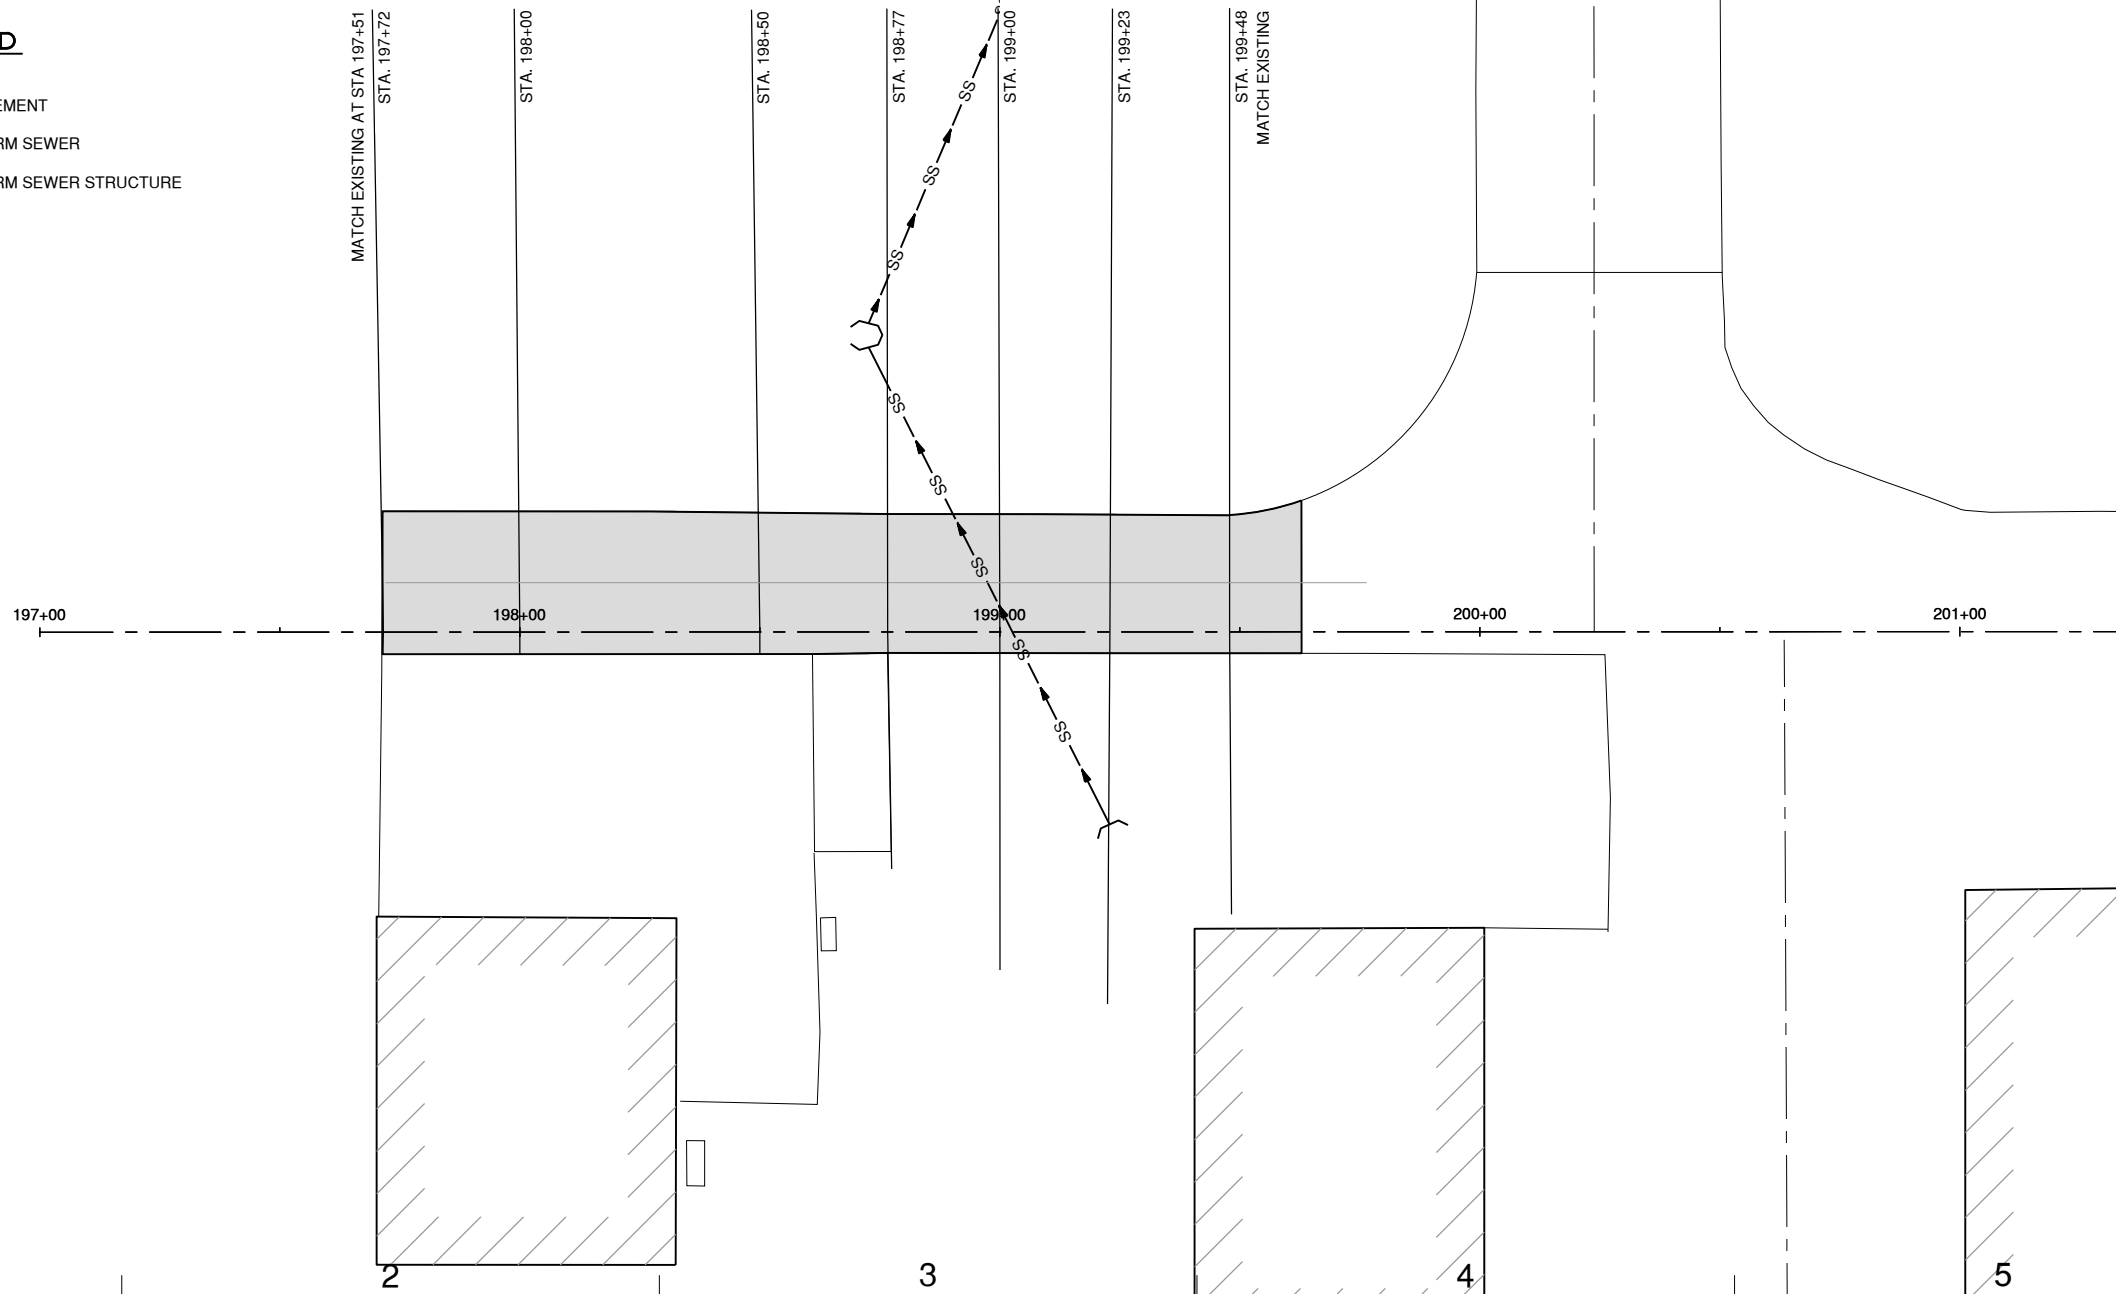 D
EMENT
RM SEWER
RM SEWER STRUCTURE
MATCH EXISTING AT STA 197+51
STA. 197+72
STA. 198+00
STA. 198+50
STA. 198+77
STA. 199+00
STA. 199+23
STA. 199+48
MATCH EXISTING
SS
SS
SS
SS
SS
SS
SS
SS
197+00
198+00
199+00
200+00
201+00
2
3
4
5